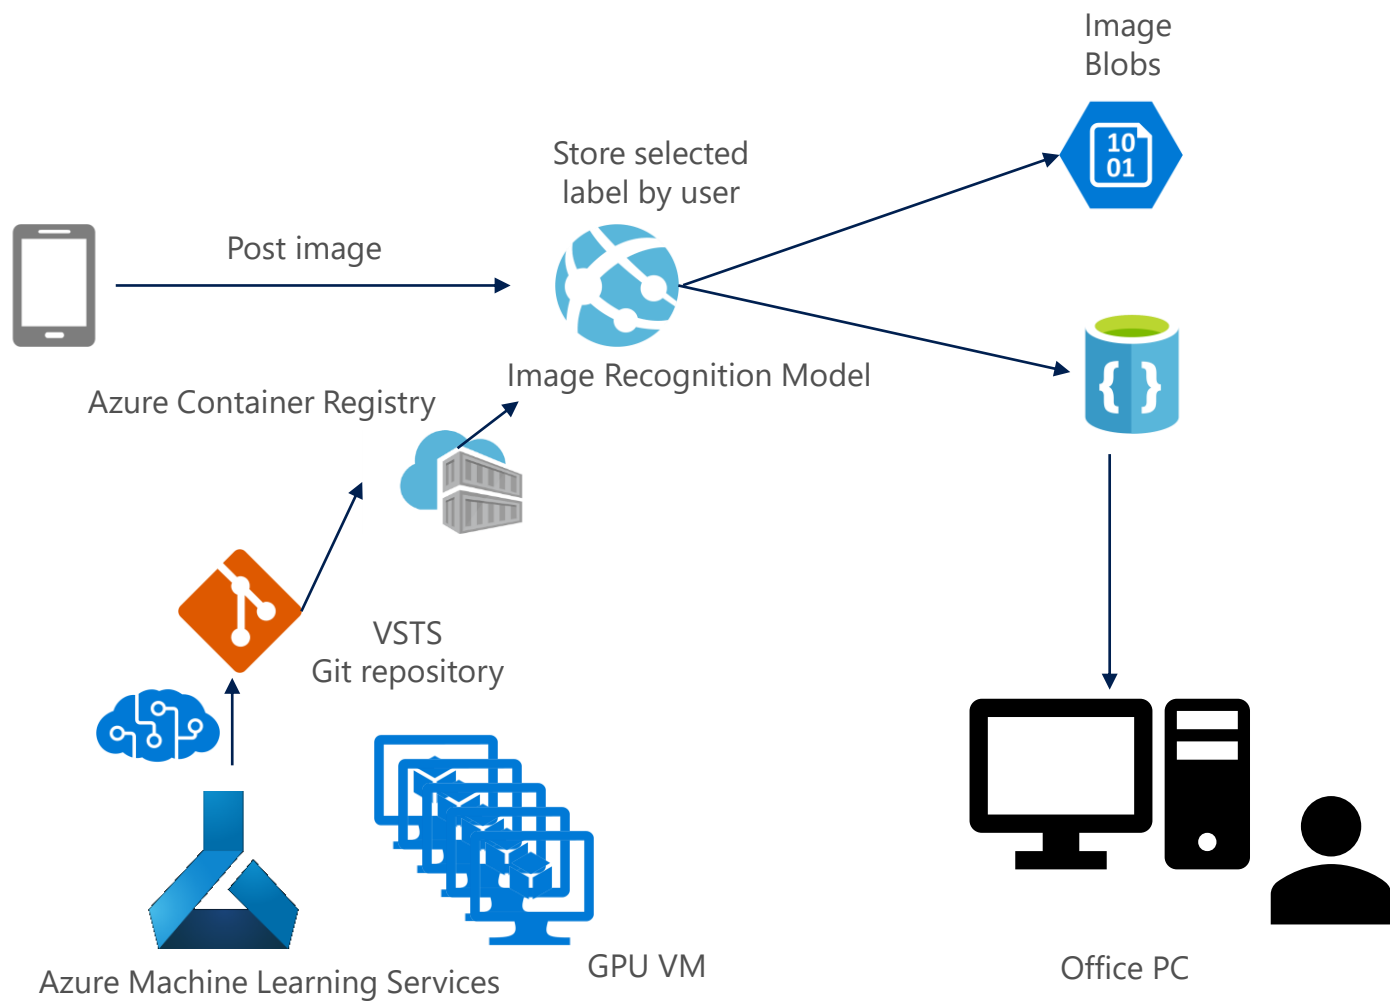 Image
Blobs
10
01
Store selected
label by user
Post image
{ }
Image Recognition Model
Azure Container Registry
VSTS
Git repository
GPU VM
Office PC
Azure Machine Learning Services